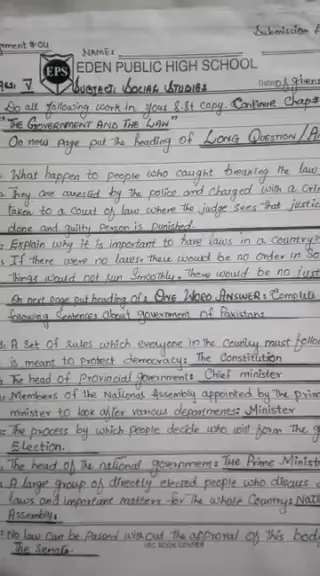 Submission
nment #04
NAME:
EPS
EDEN PUBLIC HIGH SCHOOL
ass: V
SUBJECT: SOCIAL STUDIES
Date of given
Do all following work in your S.St copy. Continue Chap#
"THE GOVERNMENT AND THE LAW"
On new page put the heading of LONG QUESTION/A
What happen to people who caught breaking the law
They are arrested by the police and charged with a cri
taken to a court of law where the judge sees that justic
done and guilty person is punished.
Explain why it is important to have laws in a country?
If there were no laws. there would be no order in So
things would not run Smoothly. There would be no just
On next page put heading of: ONE WORD ANSWER: Complete
following Sentences about government of Pakistan:
A Set of rules which everyone in the Country must follo
is meant to protect democracy: The Constitution
The head of Provincial government: Chief minister
Members of the National Assembly appointed by the prim
minister to look after various departments: Minister
The process by which people decide who will form the g
Election.
The head of the national government: The Prime Minist
A large group of directly elected people who discuss
laws and important matters for the whole Country: Nat
Assembly.
No law can be passed without the approval of this bod
The Senate.
BOOK CENTER